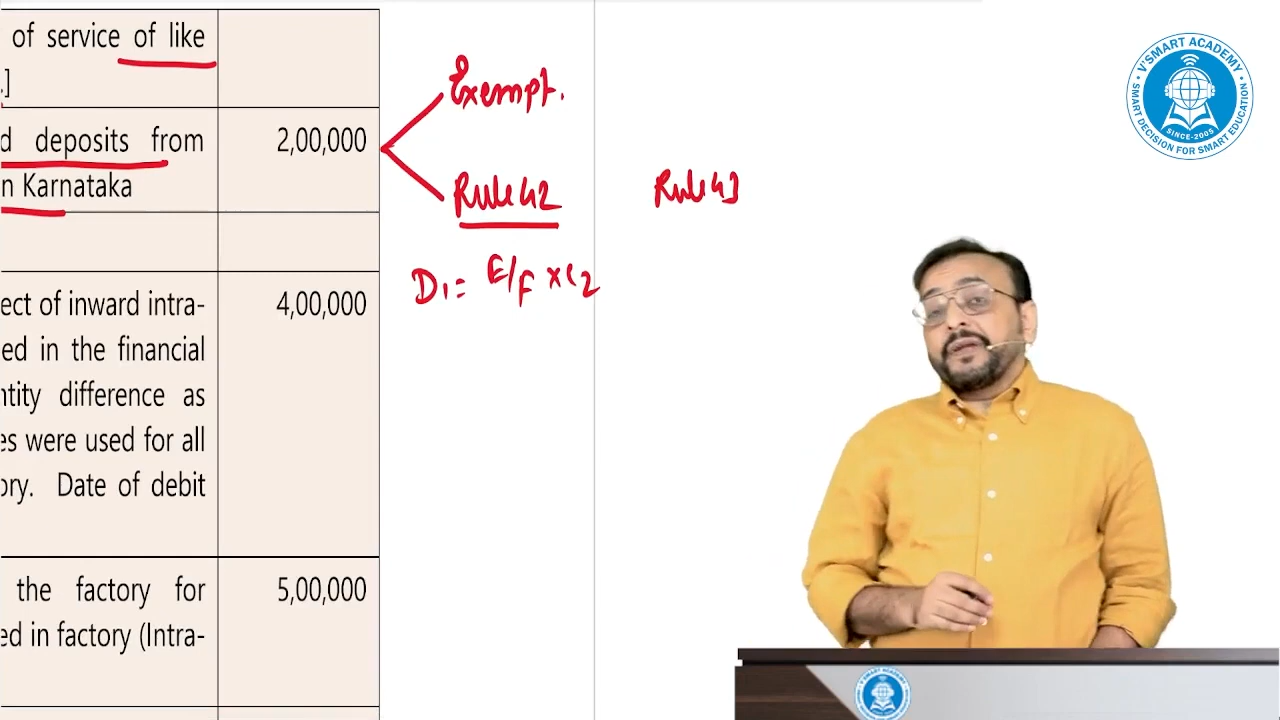 of service of like
.]
d deposits from
n Karnataka
2,00,000
ect of inward intra-
ed in the financial
ntity difference as
es were used for all
ory. Date of debit
4,00,000
the factory for
ed in factory (Intra-
5,00,000
Exempt.
Rule 42
Rule 43
D1 = E/F × C2
V'SMART ACADEMY
SINCE-2005
SMART DECISION FOR SMART EDUCATION